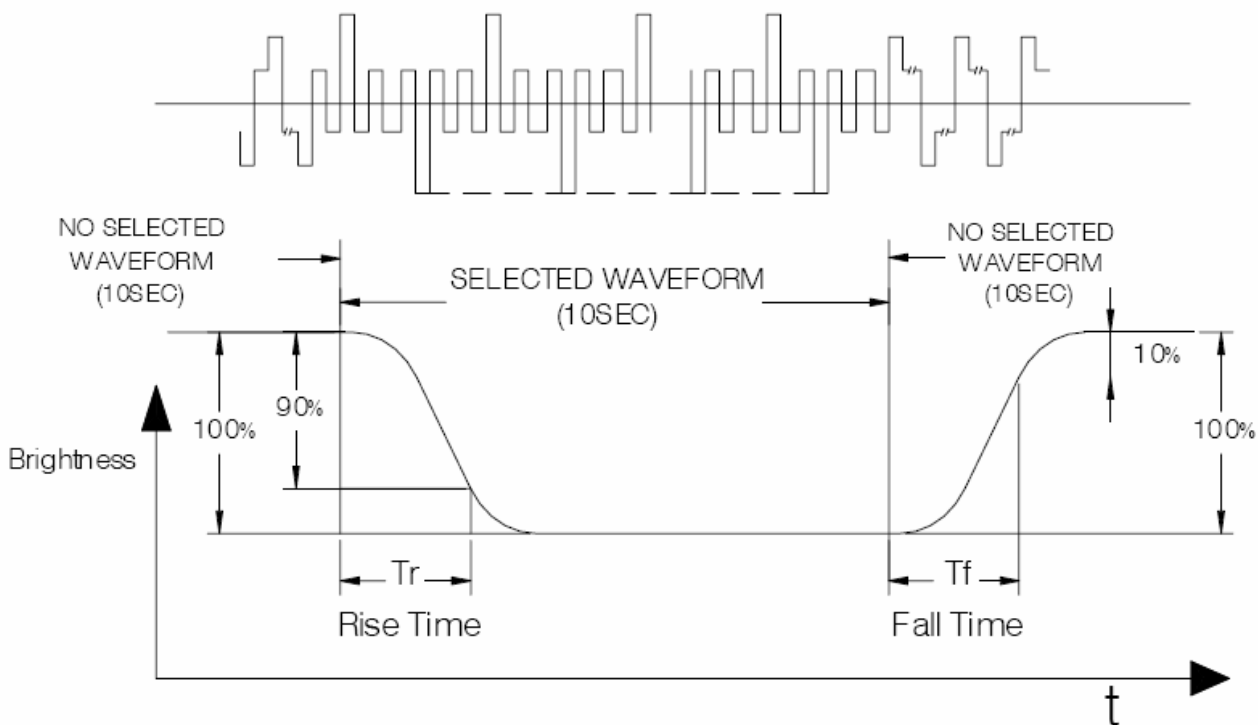 NO SELECTED
WAVEFORM
(10SEC)
SELECTED WAVEFORM
(10SEC)
NO SELECTED
WAVEFORM
(10SEC)
100%
90%
10%
100%
Brightness
Tr
Rise Time
Tf
Fall Time
t